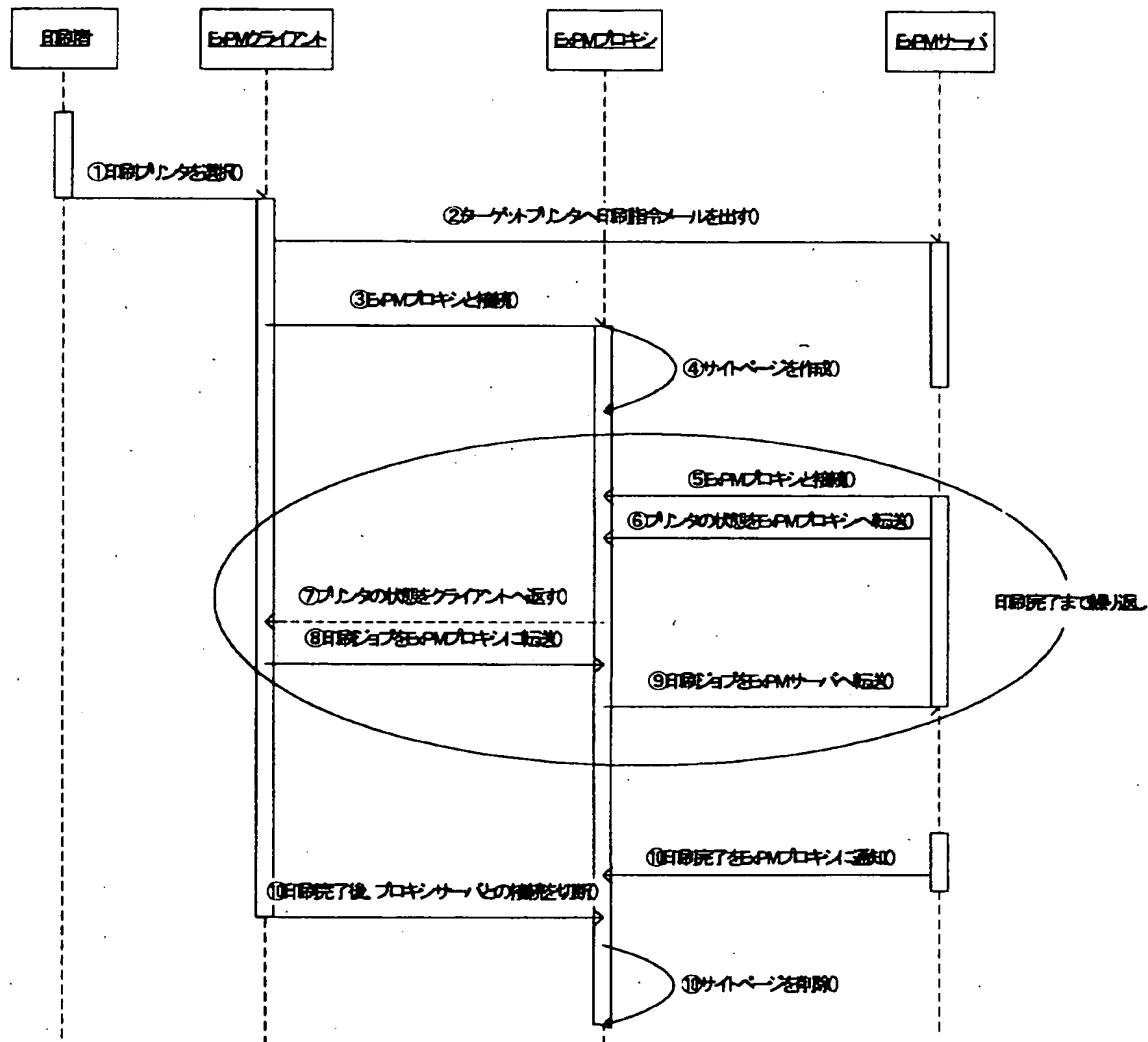 印刷者
ExPMクライアント
ExPMプロキシ
ExPMサーバ
①印刷プリンタを選択()
②ターゲットプリンタへ印刷指令メールを出す()
③ExPMプロキシと接続()
④サイトページを作成()
⑤ExPMプロキシと接続()
⑥プリンタの状態をExPMプロキシへ転送()
⑦プリンタの状態をクライアントへ返す()
印刷完了まで繰り返し
⑧印刷ジョブをExPMプロキシに転送()
⑨印刷ジョブをExPMサーバへ転送()
⑩印刷完了をExPMプロキシに通知()
⑩印刷完了後、プロキシサーバとの接続を切断()
⑩サイトページを削除()